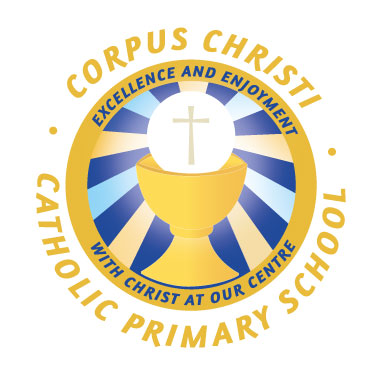 CORPUS CHRISTI
EXCELLENCE AND ENJOYMENT
WITH CHRIST AT OUR CENTRE
CATHOLIC PRIMARY SCHOOL